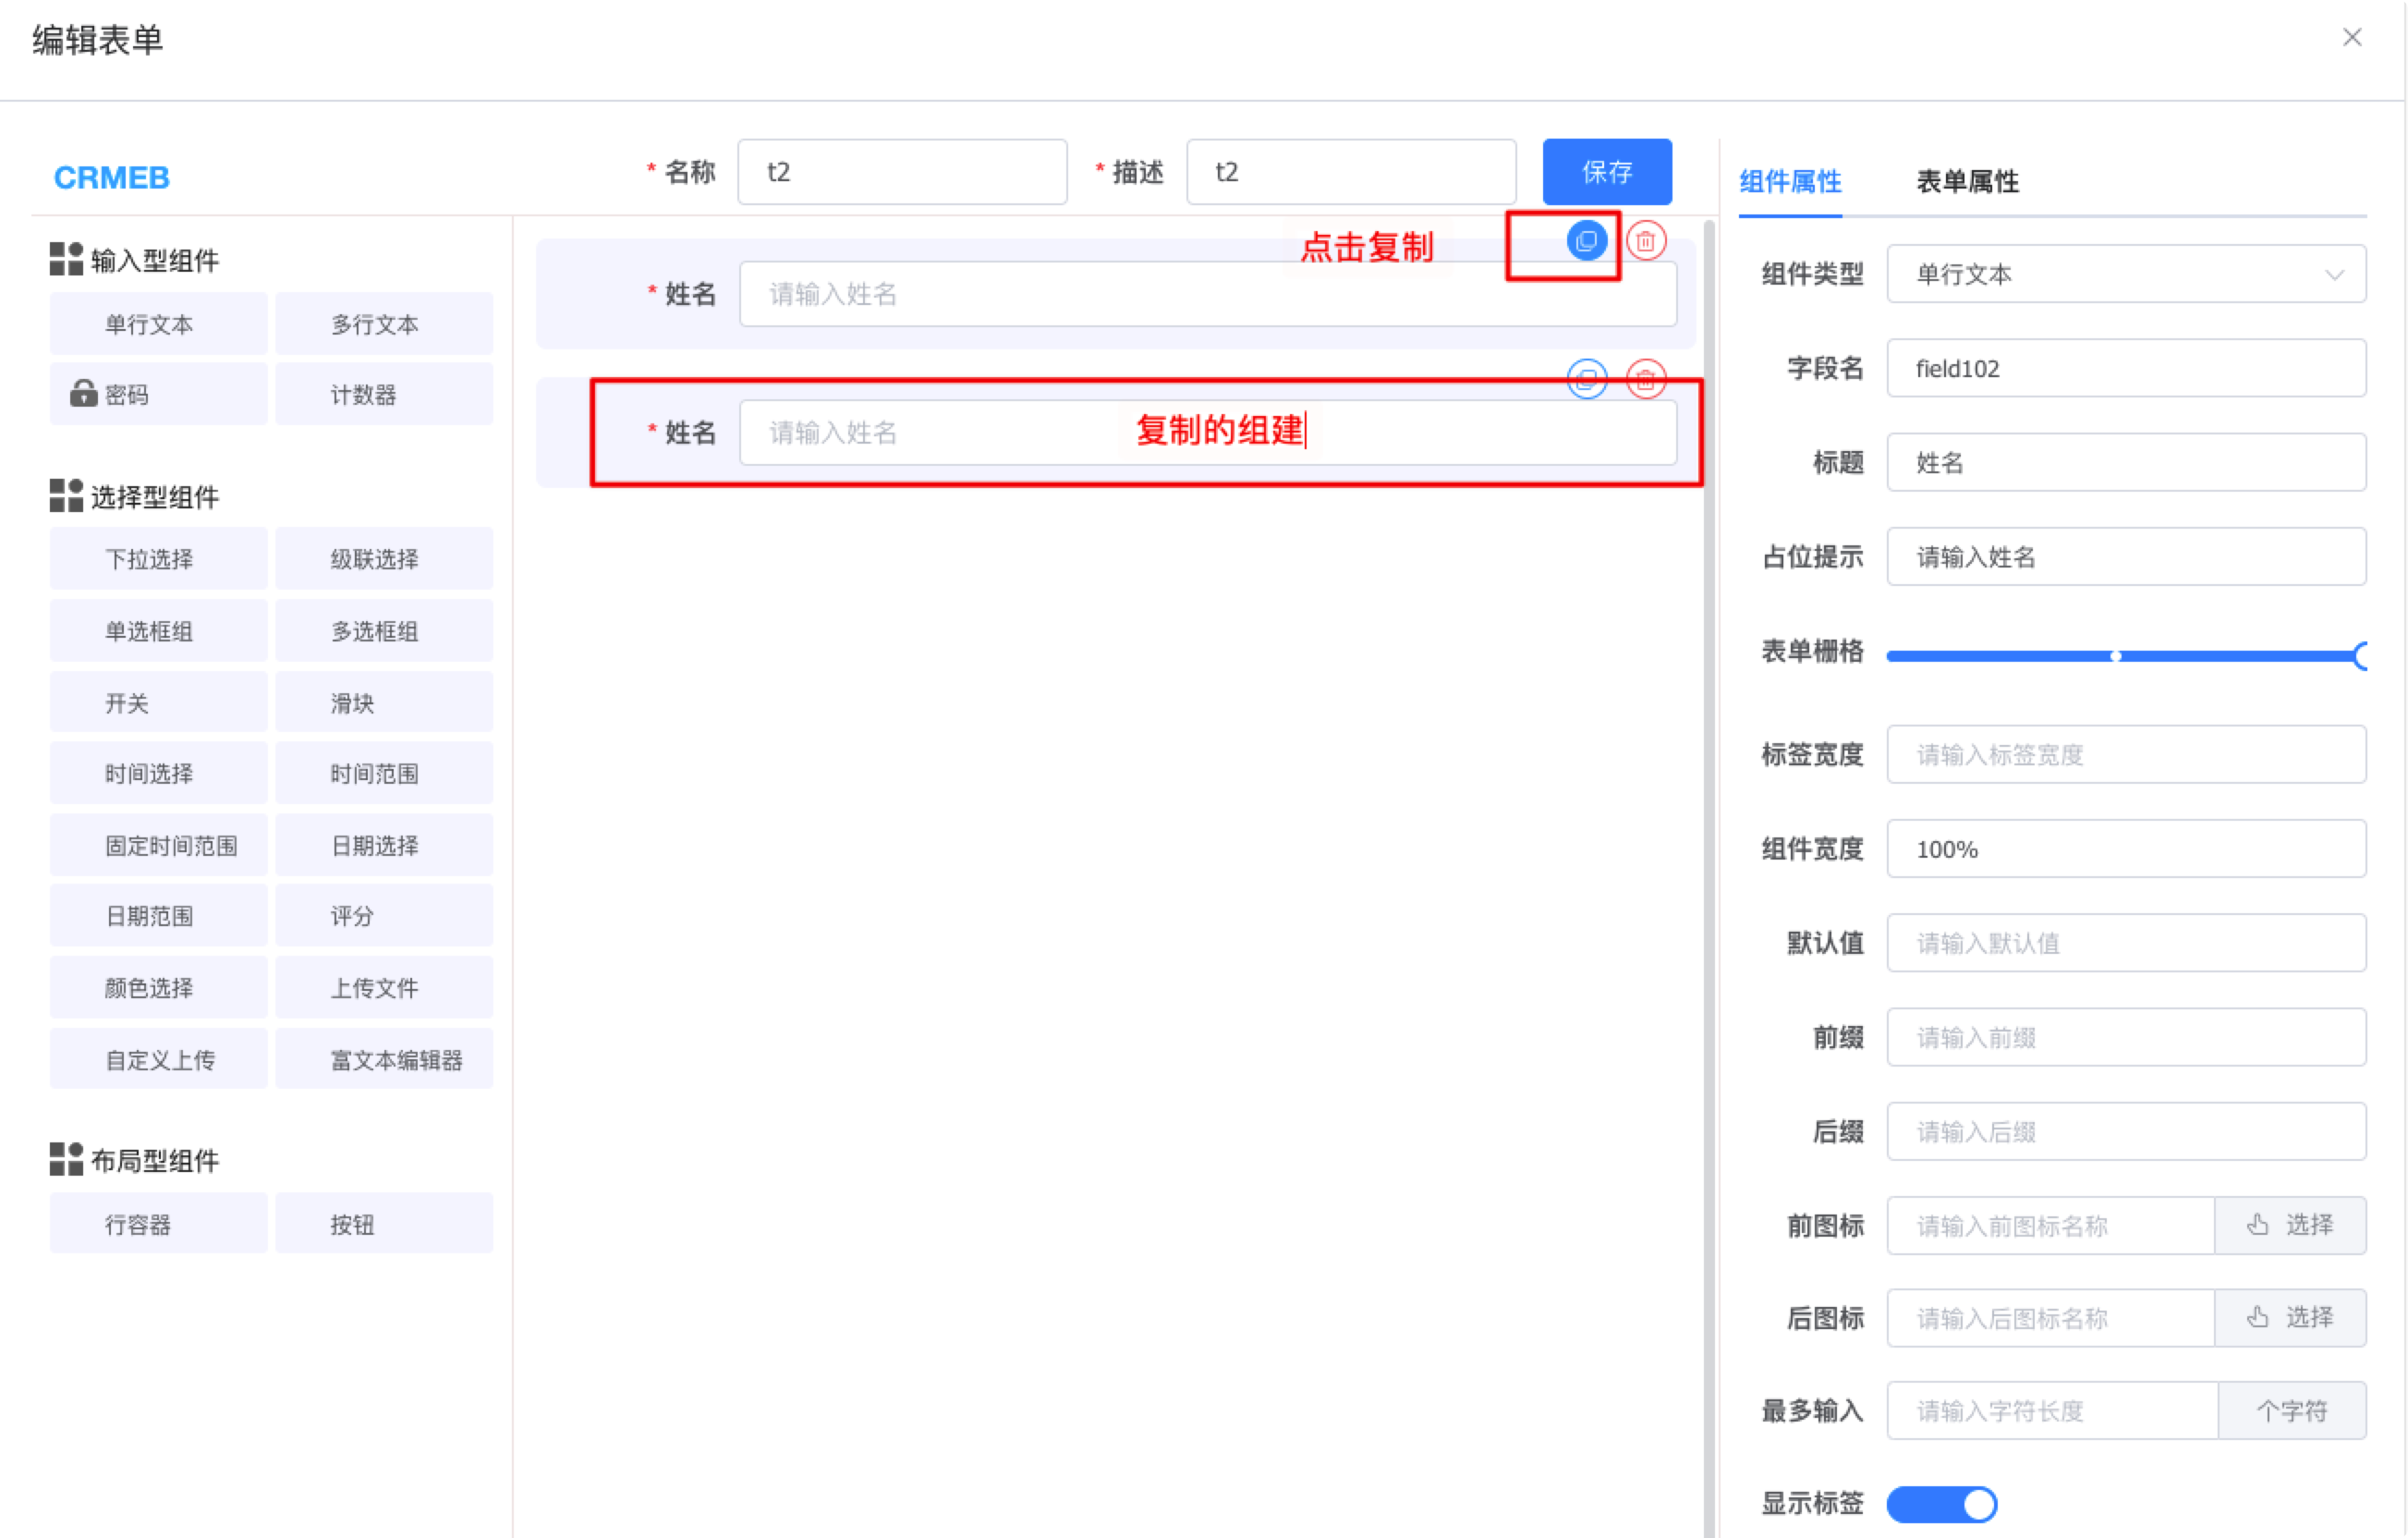 编辑表单
CRMEB
* 名称 t2 * 描述 t2 保存
输入型组件
单行文本 多行文本
密码 计数器
选择型组件
下拉选择 级联选择
单选框组 多选框组
开关 滑块
时间选择 时间范围
固定时间范围 日期选择
日期范围 评分
颜色选择 上传文件
自定义上传 富文本编辑器
布局型组件
行容器 按钮
点击复制
* 姓名 请输入姓名
* 姓名 请输入姓名 复制的组建
组件属性 表单属性
组件类型 单行文本
字段名 field102
标题 姓名
占位提示 请输入姓名
表单栅格
标签宽度 请输入标签宽度
组件宽度 100%
默认值 请输入默认值
前缀 请输入前缀
后缀 请输入后缀
前图标 请输入前图标名称 选择
后图标 请输入后图标名称 选择
最多输入 请输入字符长度 个字符
显示标签